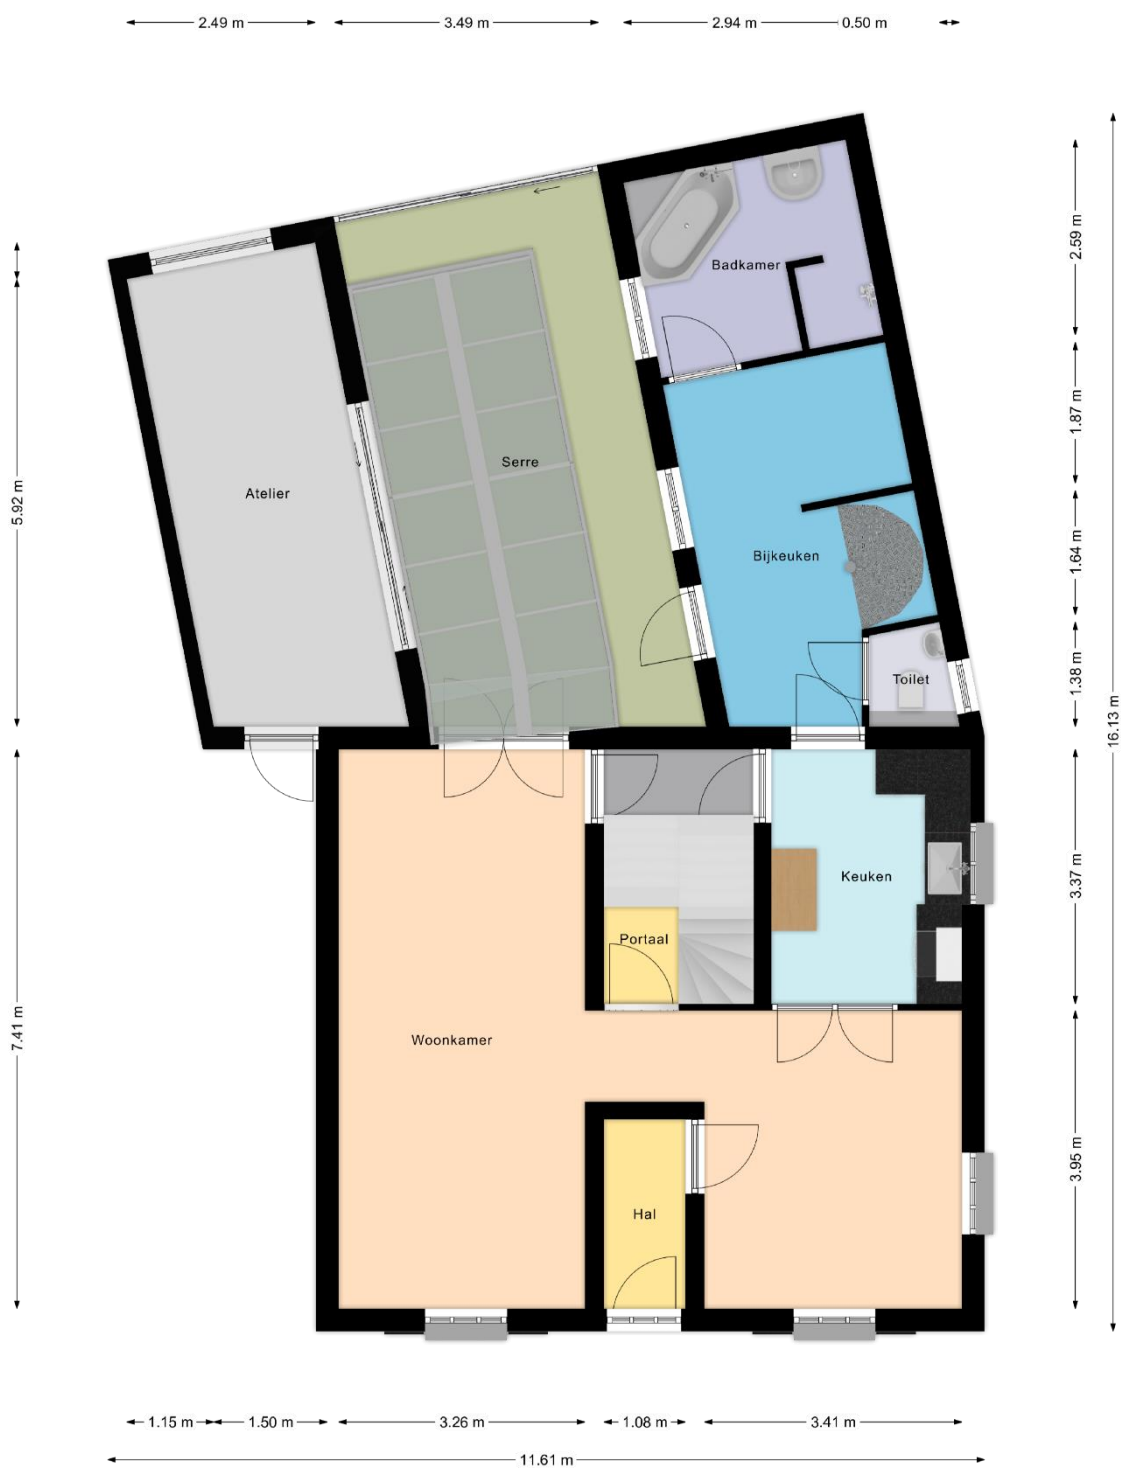 2.49 m
3.49 m
2.94 m
0.50 m
2.59 m
Badkamer
1.87 m
Serre
Atelier
5.92 m
1.64 m
Bijkeuken
1.38 m
Toilet
16.13 m
3.37 m
Keuken
Portaal
7.41 m
Woonkamer
3.95 m
Hal
1.15 m
1.50 m
3.26 m
1.08 m
3.41 m
11.61 m